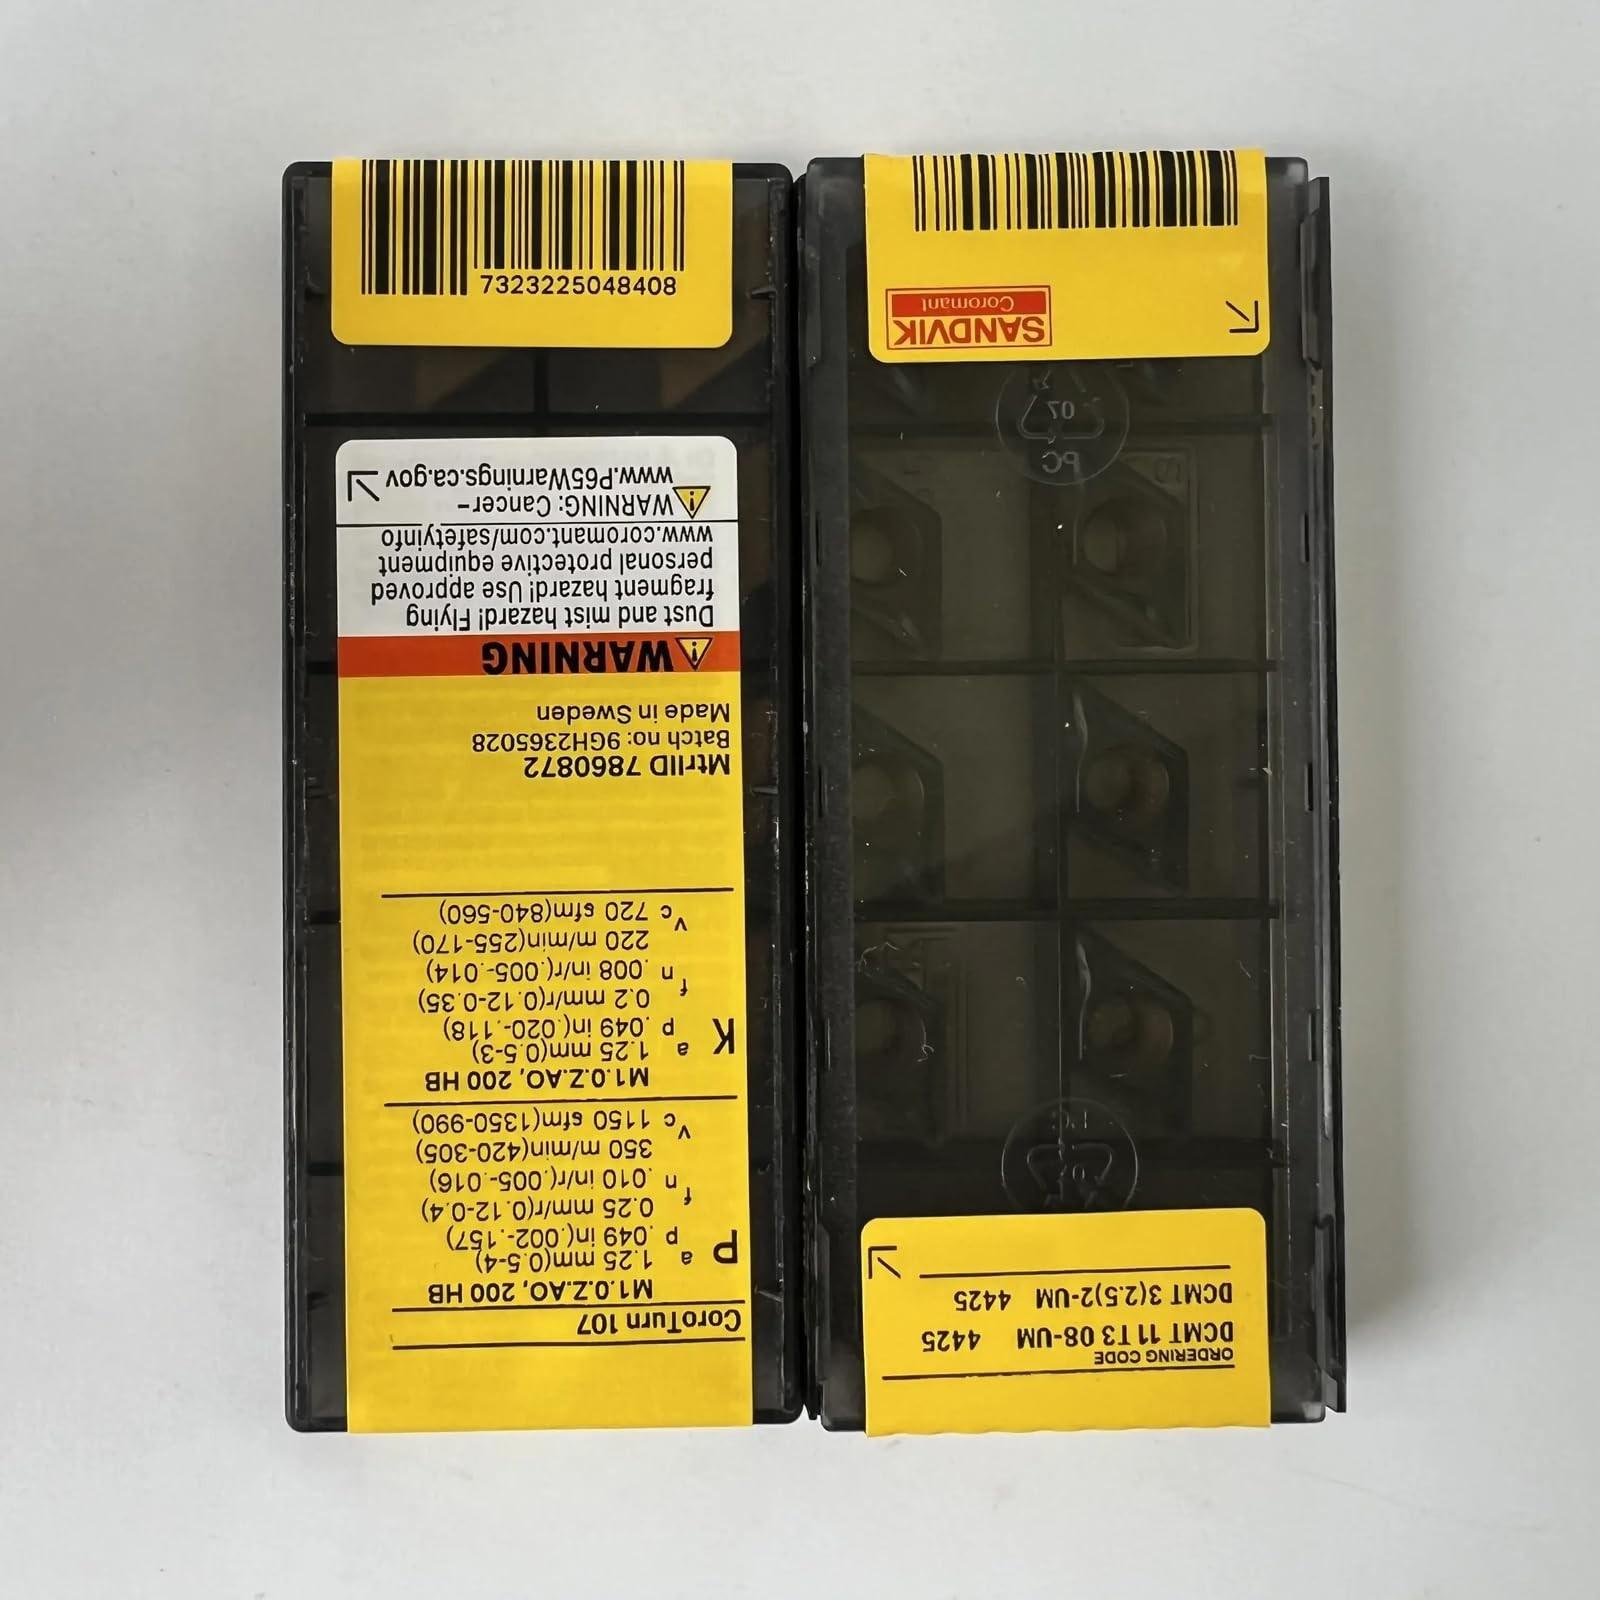 7323225048408
CoroTurn 107
M1.0.Z.AQ, 200 HB
P ap 1.25 mm(0.5-4)
.049 in(.002-.157)
fn 0.25 mm/r(0.12-0.4)
.010 in/r(.005-.016)
vc 350 m/min(420-305)
1150 sfm(1350-990)
M1.0.Z.AQ, 200 HB
K ap 1.25 mm(0.5-3)
.049 in(.020-.118)
fn 0.2 mm/r(0.12-0.35)
.008 in/r(.005-.014)
vc 220 m/min(255-170)
720 sfm(840-560)
MtrlID 7860872
Batch no: 9GH2365028
Made in Sweden
WARNING
Dust and mist hazard! Flying
fragment hazard! Use approved
personal protective equipment
www.coromant.com/safetyinfo
WARNING: Cancer-
www.P65Warnings.ca.gov
ORDERING CODE
DCMT 11 T3 08-UM 4425
DCMT 3(2.5)2-UM 4425
SANDVIK
Coromant
07
PC